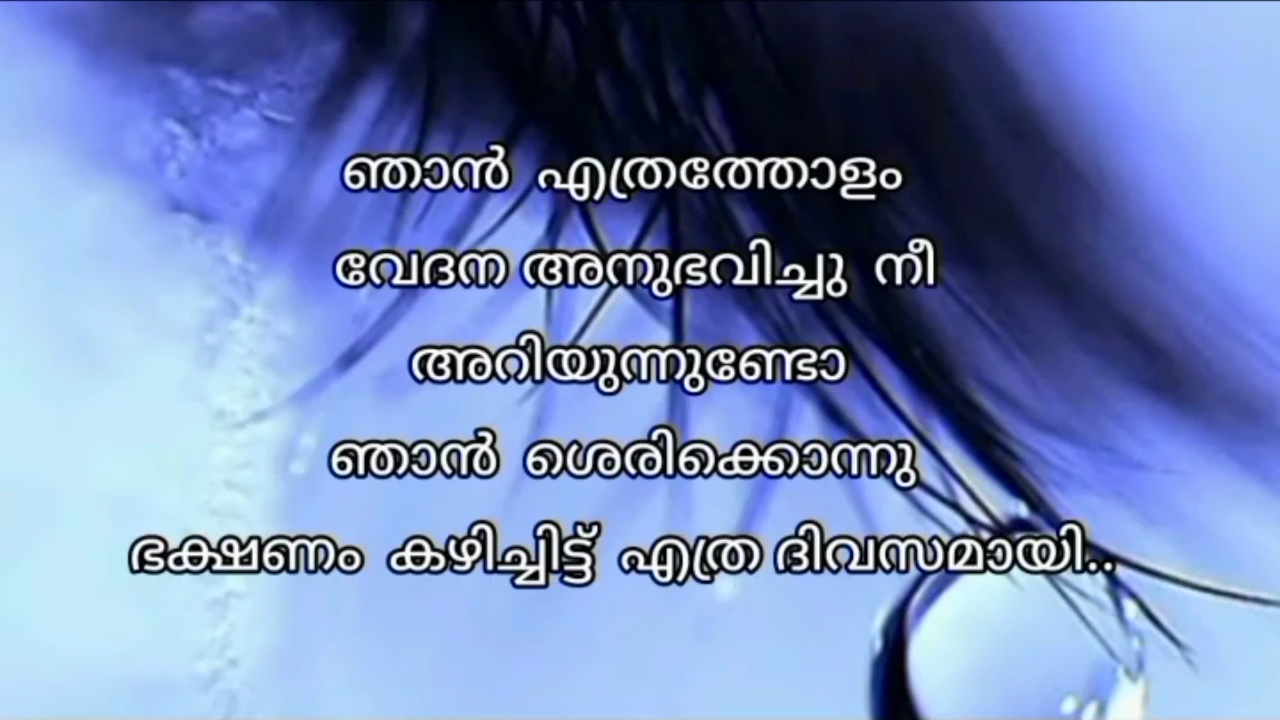 ഞാൻ എത്രത്തോളം
വേദന അനുഭവിച്ചു നീ
അറിയുന്നുണ്ടോ
ഞാൻ ശെരിക്കൊന്നു
ഭക്ഷണം കഴിച്ചിട്ട് എത്ര ദിവസമായി..